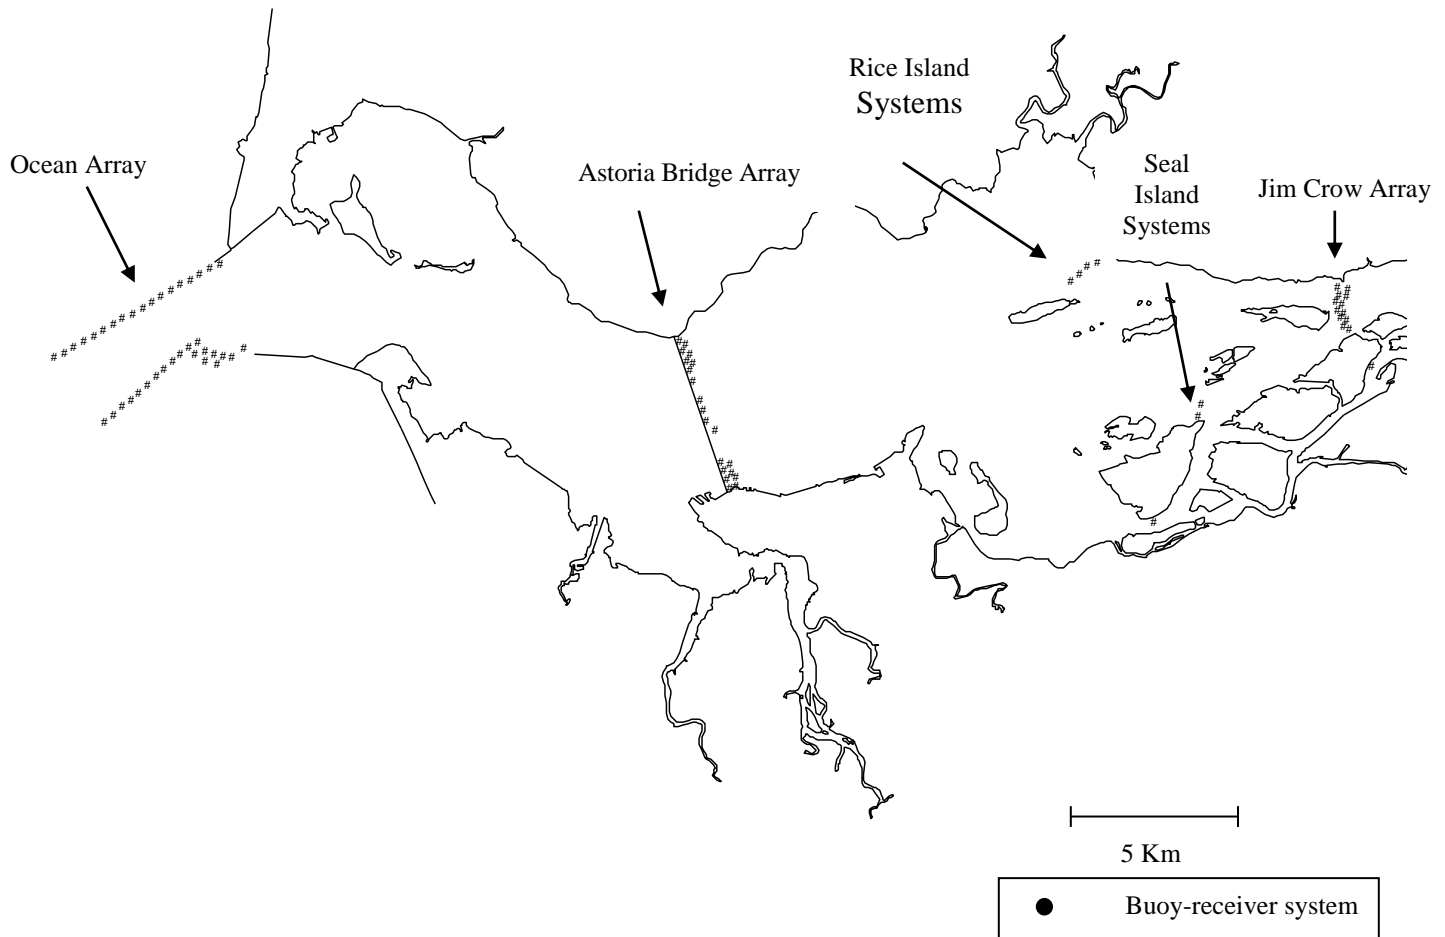 Rice Island
Systems
Ocean Array
Astoria Bridge Array
Seal
Island
Systems
Jim Crow Array
5 Km
Buoy-receiver system